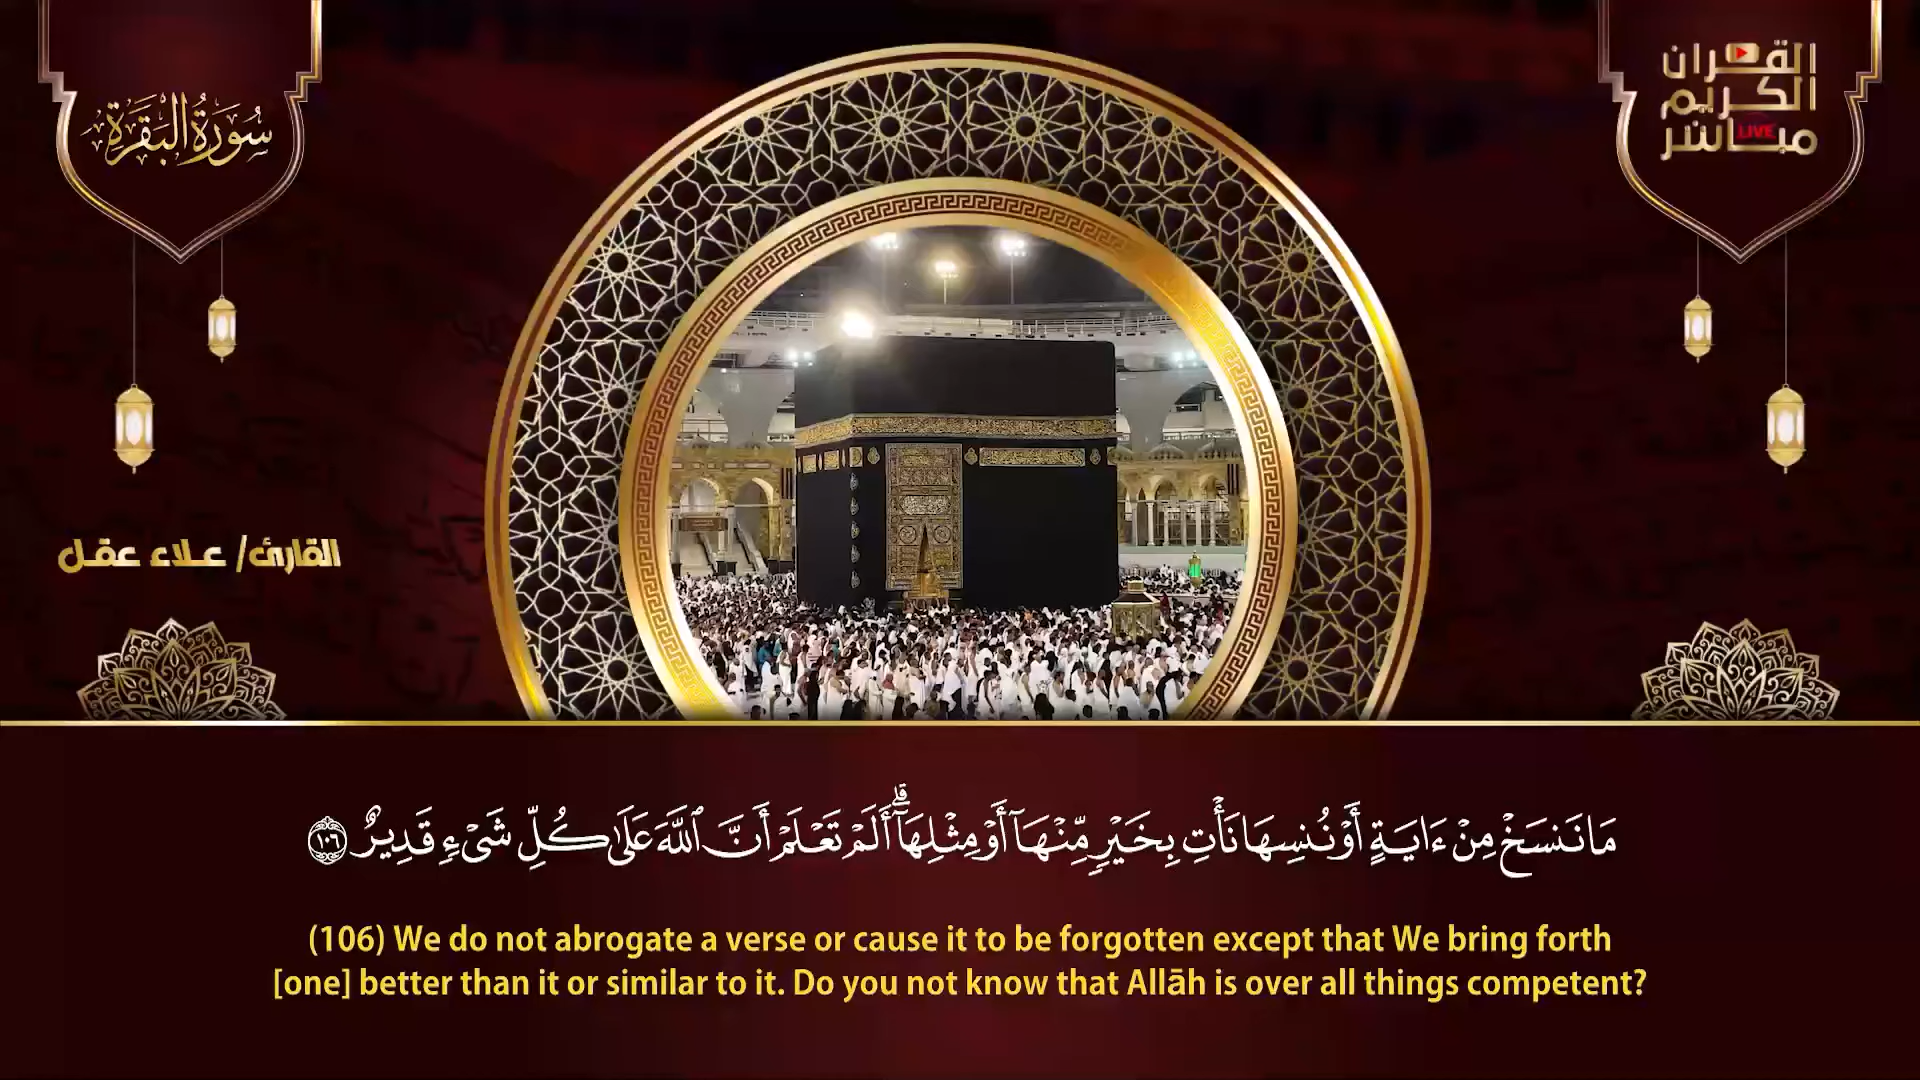 سُورَةُ البَقَرَةِ
القرآن
الكريم
مباشر
LIVE
القارئ/ علاء عقل
مَا نَنسَخْ مِنْ ءَايَةٍ أَوْ نُنسِهَا نَأْتِ بِخَيْرٍ مِّنْهَآ أَوْ مِثْلِهَآ ۗ أَلَمْ تَعْلَمْ أَنَّ ٱللَّهَ عَلَىٰ كُلِّ شَىْءٍ قَدِيرٌ ١٠٦
(106) We do not abrogate a verse or cause it to be forgotten except that We bring forth
[one] better than it or similar to it. Do you not know that Allāh is over all things competent?